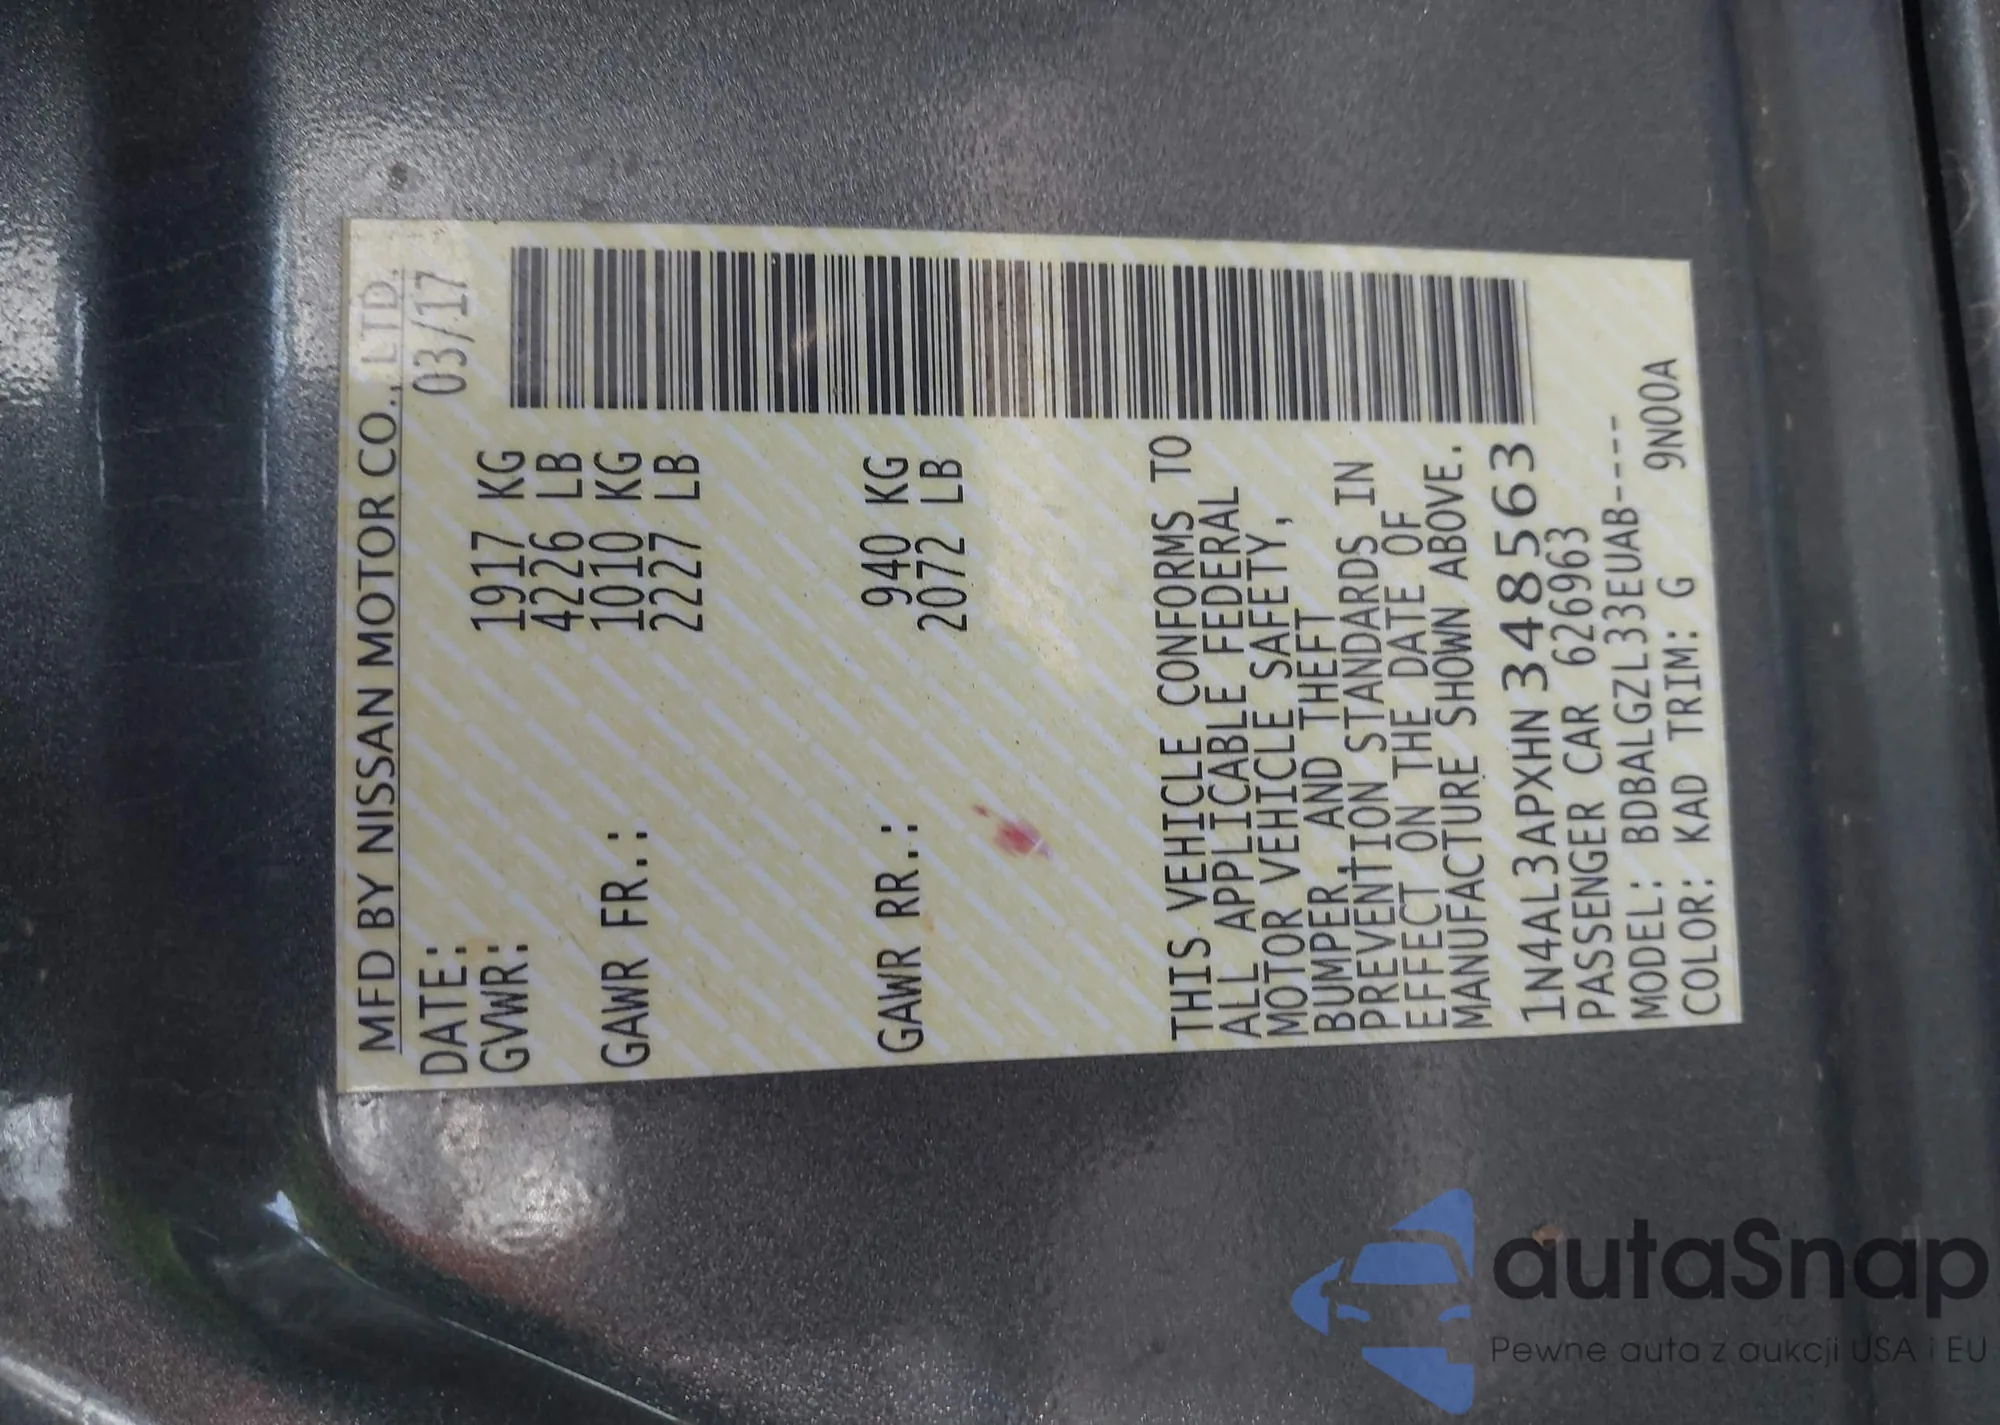 MFD BY NISSAN MOTOR CO., LTD.
DATE: 03/17
GVWR: 1917 KG
4226 LB
GAWR FR.: 1010 KG
2227 LB
GAWR RR.: 940 KG
2072 LB
THIS VEHICLE CONFORMS TO
ALL APPLICABLE FEDERAL
MOTOR VEHICLE SAFETY,
BUMPER, AND THEFT
PREVENTION STANDARDS IN
EFFECT ON THE DATE OF
MANUFACTURE SHOWN ABOVE.
1N4AL3APXHN348563
PASSENGER CAR 626963
MODEL: BDBALGZL33EUAB----
COLOR: KAD TRIM: G 9N00A
autaSnap
Pewne auta z aukcji USA i EU